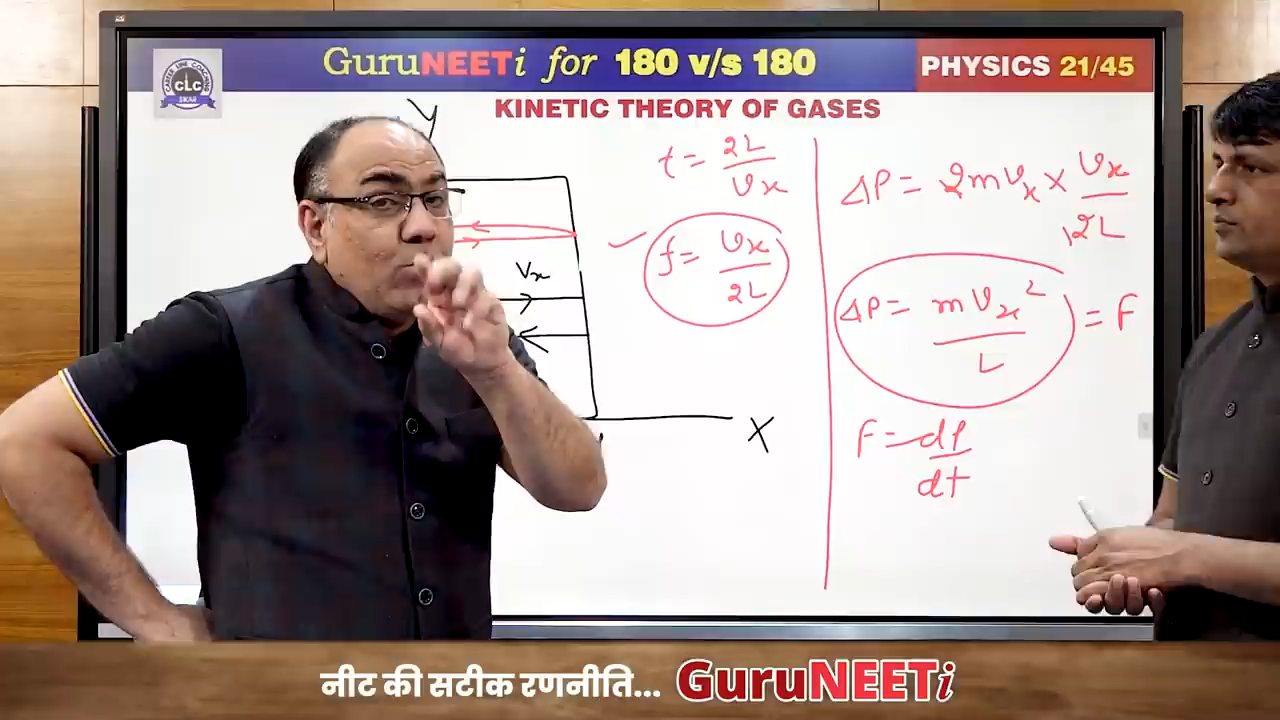 GuruNEETi for 180 v/s 180
PHYSICS 21/45
CLC
SIKAR
KINETIC THEORY OF GASES
Y
t = 2L / vx
f = vx / 2L
vx
X
ΔP = 2mvx × vx / 2L
ΔP = mvx² / L = F
F = dP / dt
नीट की सटीक रणनीति... GuruNEETi